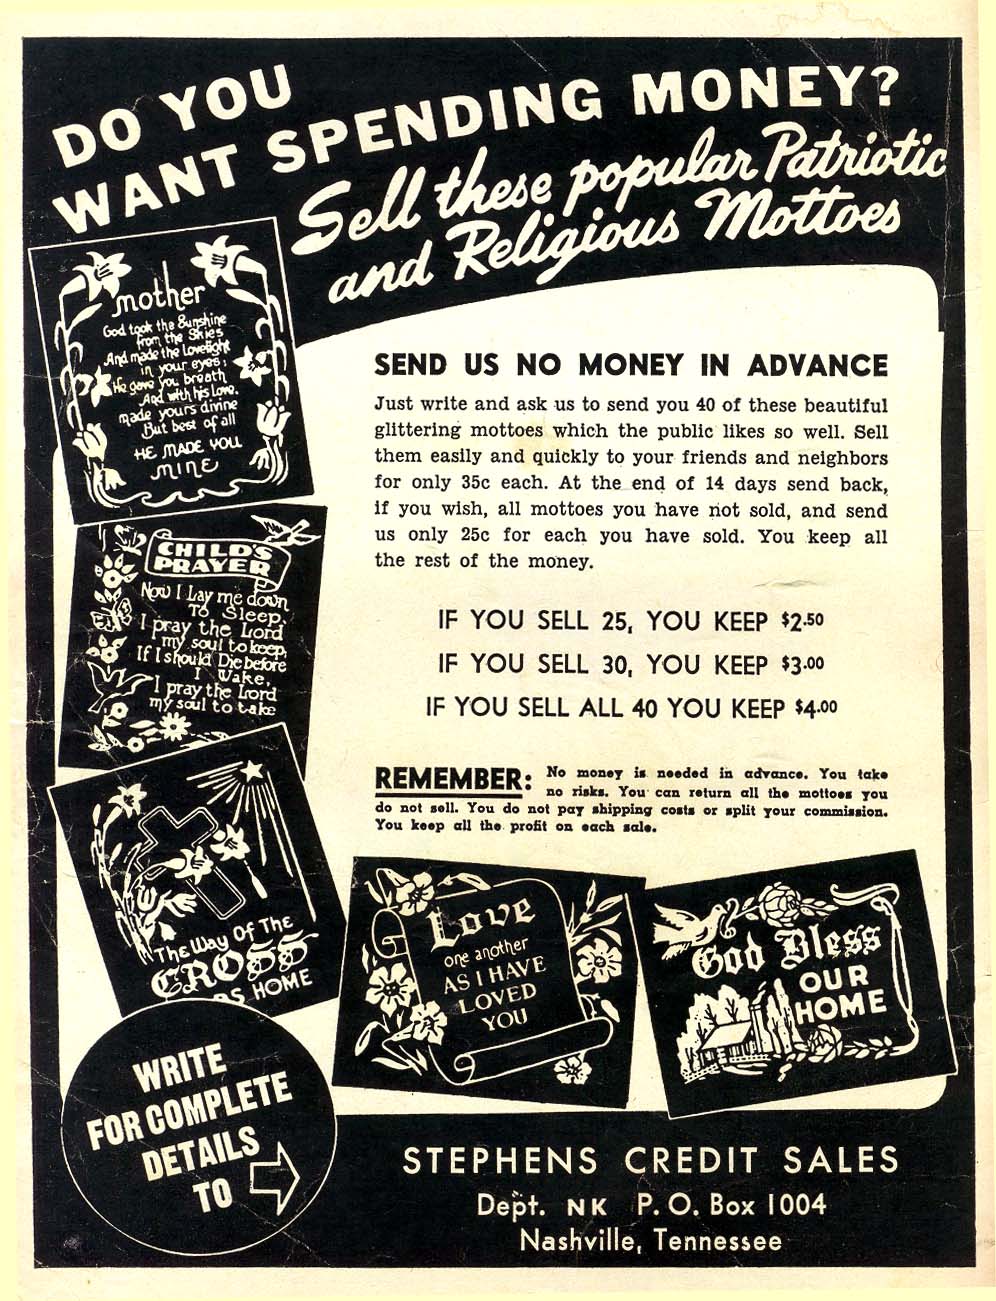 DO YOU
WANT SPENDING MONEY?
Sell these popular Patriotic
and Religious Mottoes
mother
God took the Sunshine
from the Skies
And made the Lovelight
in your eyes;
He gave you breath
And with his Love,
made yours divine
But best of all
HE MADE YOU
MINE
SEND US NO MONEY IN ADVANCE
Just write and ask us to send you 40 of these beautiful
glittering mottoes which the public likes so well. Sell
them easily and quickly to your friends and neighbors
for only 35c each. At the end of 14 days send back,
if you wish, all mottoes you have not sold, and send
us only 25c for each you have sold. You keep all
the rest of the money.
CHILD'S
PRAYER
Now I Lay me down
To Sleep,
I pray the Lord
my soul to keep,
If I should Die before
I Wake,
I pray the Lord
my soul to take
IF YOU SELL 25, YOU KEEP $2.50
IF YOU SELL 30, YOU KEEP $3.00
IF YOU SELL ALL 40 YOU KEEP $4.00
REMEMBER: No money is needed in advance. You take
no risks. You can return all the mottoes you
do not sell. You do not pay shipping costs or split your commission.
You keep all the profit on each sale.
The Way Of The
CROSS
DS HOME
Love
one another
AS I HAVE
LOVED
YOU
God Bless
OUR
HOME
WRITE
FOR COMPLETE
DETAILS
TO
STEPHENS CREDIT SALES
Dept. NK P. O. Box 1004
Nashville, Tennessee